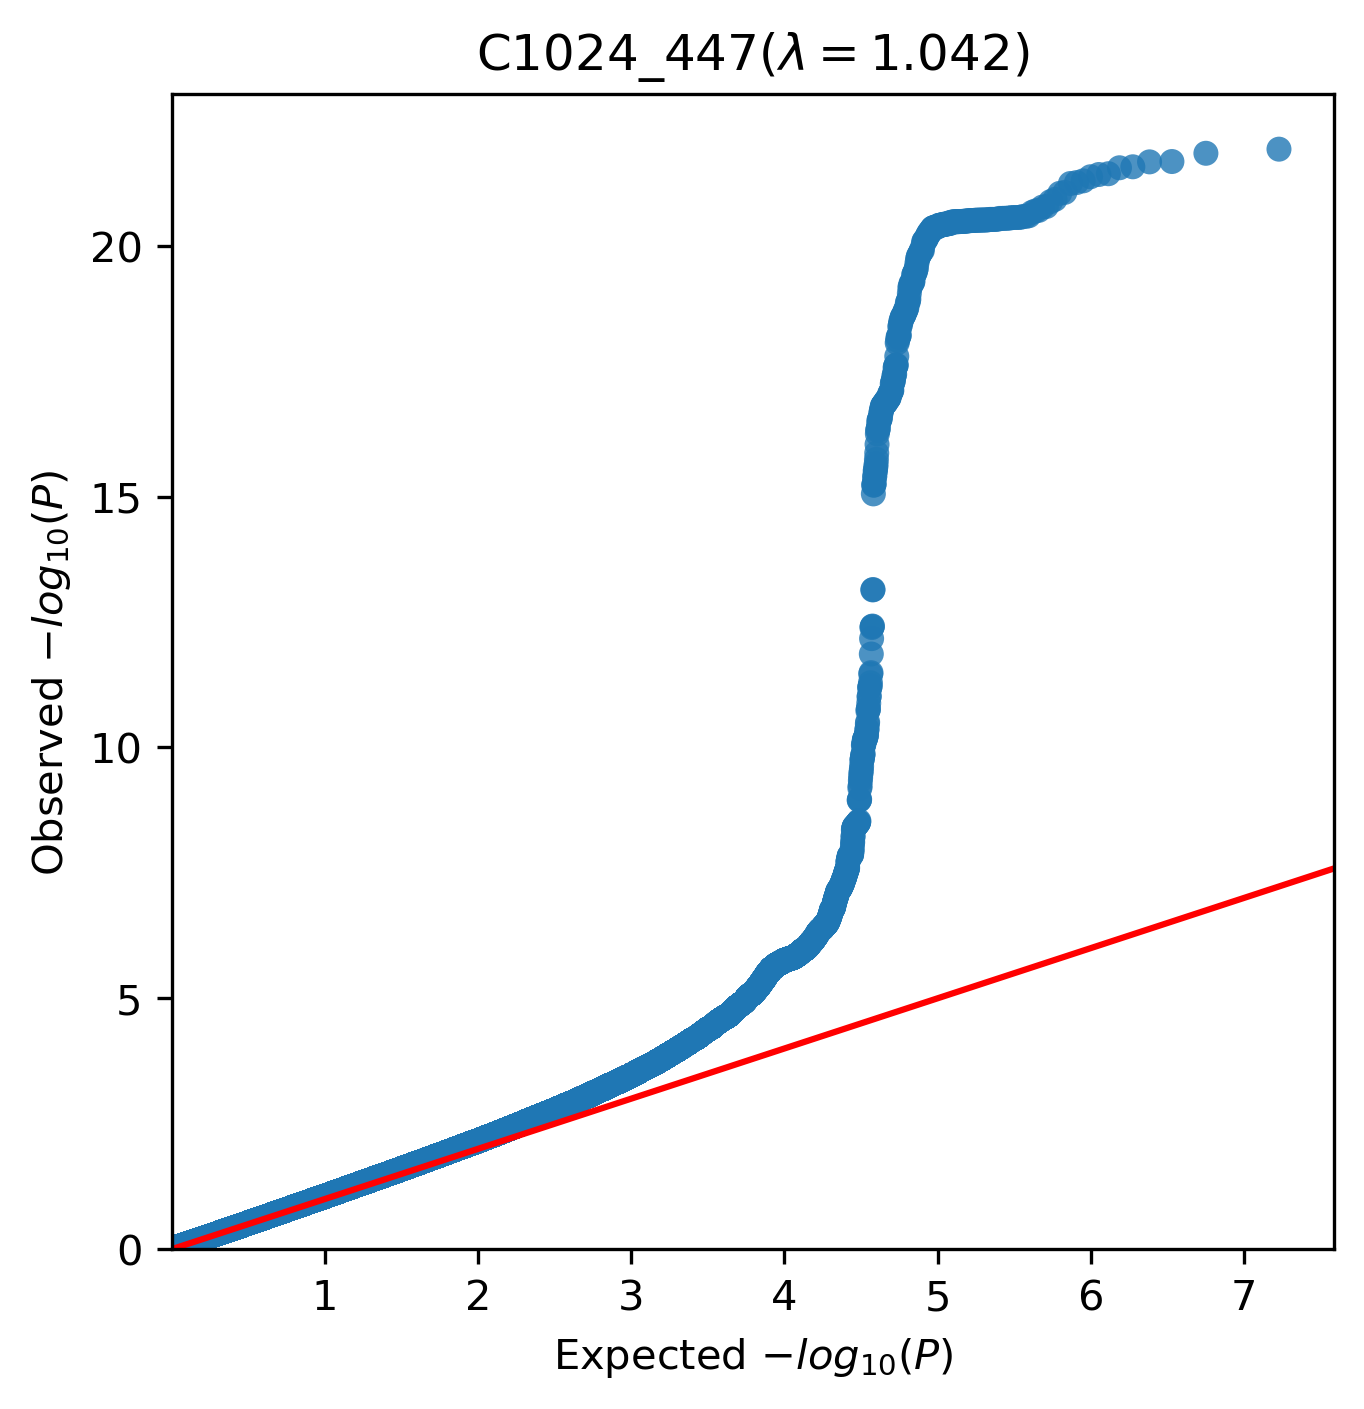 C1024_447(λ = 1.042)
20
15
10
5
0
Observed −log₁₀(P)
1 2 3 4 5 6 7
Expected −log₁₀(P)